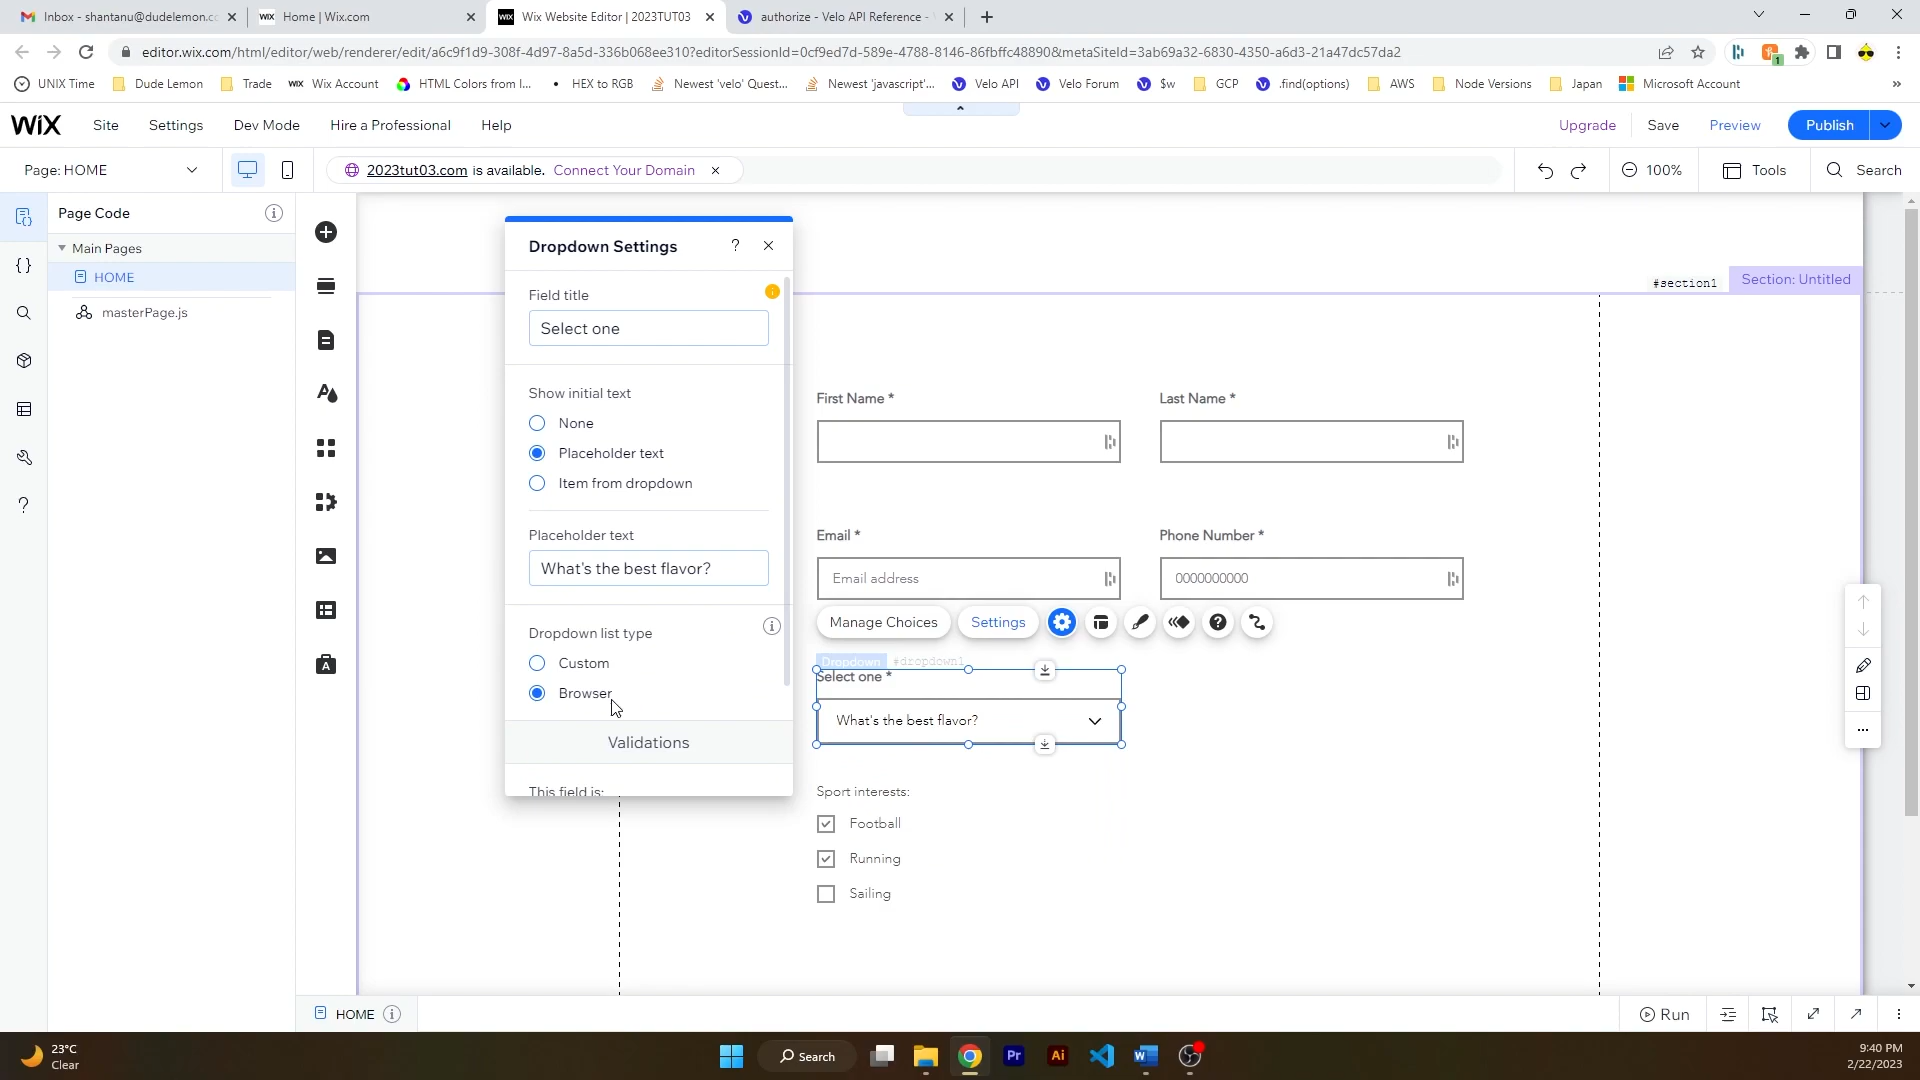 Inbox - shantanu@dudelemon.c
Home | Wix.com
Wix Website Editor | 2023TUT03
authorize - Velo API Reference -
editor.wix.com/html/editor/web/renderer/edit/a6c9f1d9-308f-4d97-8a5d-336b068ee310?editorSessionId=0cf9ed7d-589e-4788-8146-86fbffc48890&metaSiteId=3ab69a32-6830-4350-a6d3-21a47dc57da2
UNIX Time
Dude Lemon
Trade
Wix Account
HTML Colors from I...
HEX to RGB
Newest 'velo' Quest...
Newest 'javascript'...
Velo API
Velo Forum
$w
GCP
.find(options)
AWS
Node Versions
Japan
Microsoft Account
WIX
Site
Settings
Dev Mode
Hire a Professional
Help
Upgrade
Save
Preview
Publish
Page: HOME
2023tut03.com is available. Connect Your Domain
100%
Tools
Search
Page Code
Main Pages
HOME
masterPage.js
Dropdown Settings
Field title
Select one
Show initial text
None
Placeholder text
Item from dropdown
Placeholder text
What's the best flavor?
Dropdown list type
Custom
Browser
Validations
This field is:
#section1
Section: Untitled
First Name *
Last Name *
Email *
Phone Number *
Email address
0000000000
Manage Choices
Settings
Dropdown #dropdown1
Select one *
What's the best flavor?
Sport interests:
Football
Running
Sailing
HOME
Run
23°C
Clear
Search
Pr
Ai
9:40 PM
2/22/2023